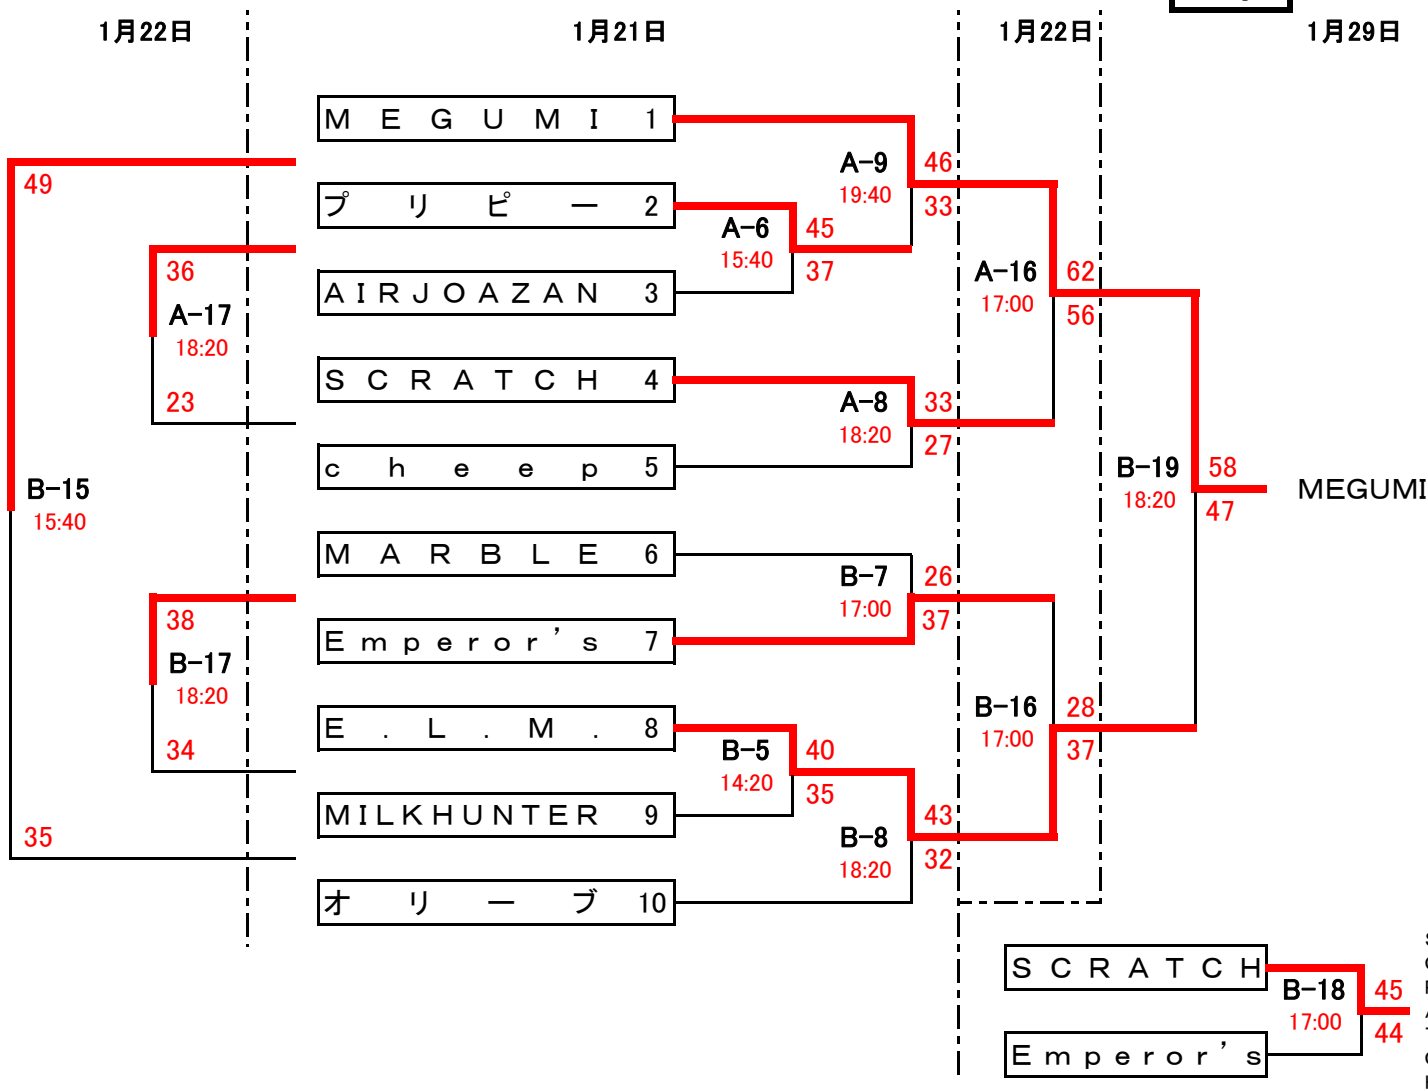 1月22日 1月21日 1月22日 1月29日
MEGUMI 1
A-9 46
49
19:40 33
プリピー 2
A-6 45
15:40 37
36
A-16 62
AIRJOAZAN 3
17:00 56
A-17
18:20
SCRATCH 4
23
A-8 33
18:20 27
cheep 5
B-19 58
B-15
MEGUMI
18:20 47
15:40
MARBLE 6
B-7 26
17:00 37
38
Emperor's 7
B-17
18:20
B-16 28
E.L.M. 8
17:00 37
34
B-5 40
14:20 35
MILKHUNTER 9
43
35
B-8
32
18:20
オリーブ 10
SCRATCH
B-18 45
17:00 44
Emperor's